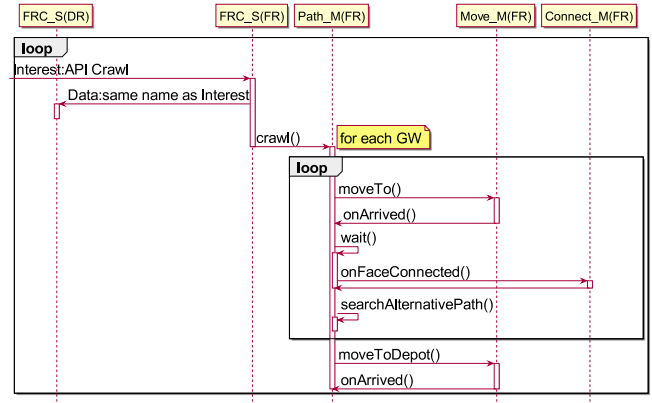 FRC_S(DR) FRC_S(FR) Path_M(FR) Move_M(FR) Connect_M(FR)
loop
Interest:API Crawl
Data:same name as Interest
crawl()
for each GW
loop
moveTo()
onArrived()
wait()
onFaceConnected()
searchAlternativePath()
moveToDepot()
onArrived()